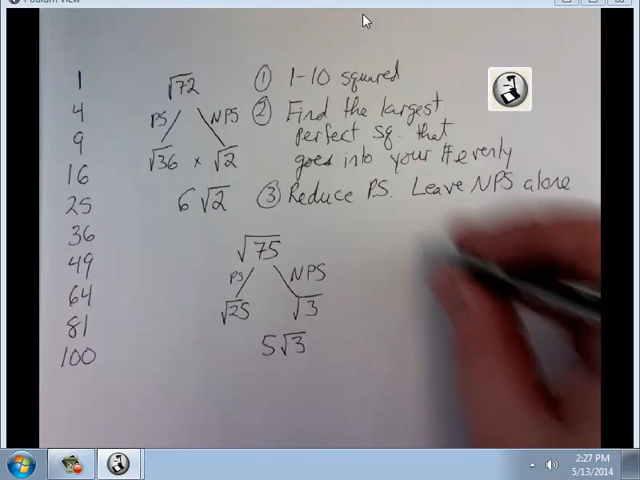 Podium View
1
4
9
16
25
36
49
64
81
100
√72
PS NPS
√36 × √2
6√2
① 1-10 squared
② Find the largest
perfect sq. that
goes into your # evenly
③ Reduce PS. Leave NPS alone
√75
PS NPS
√25 √3
5√3
2:27 PM
5/13/2014